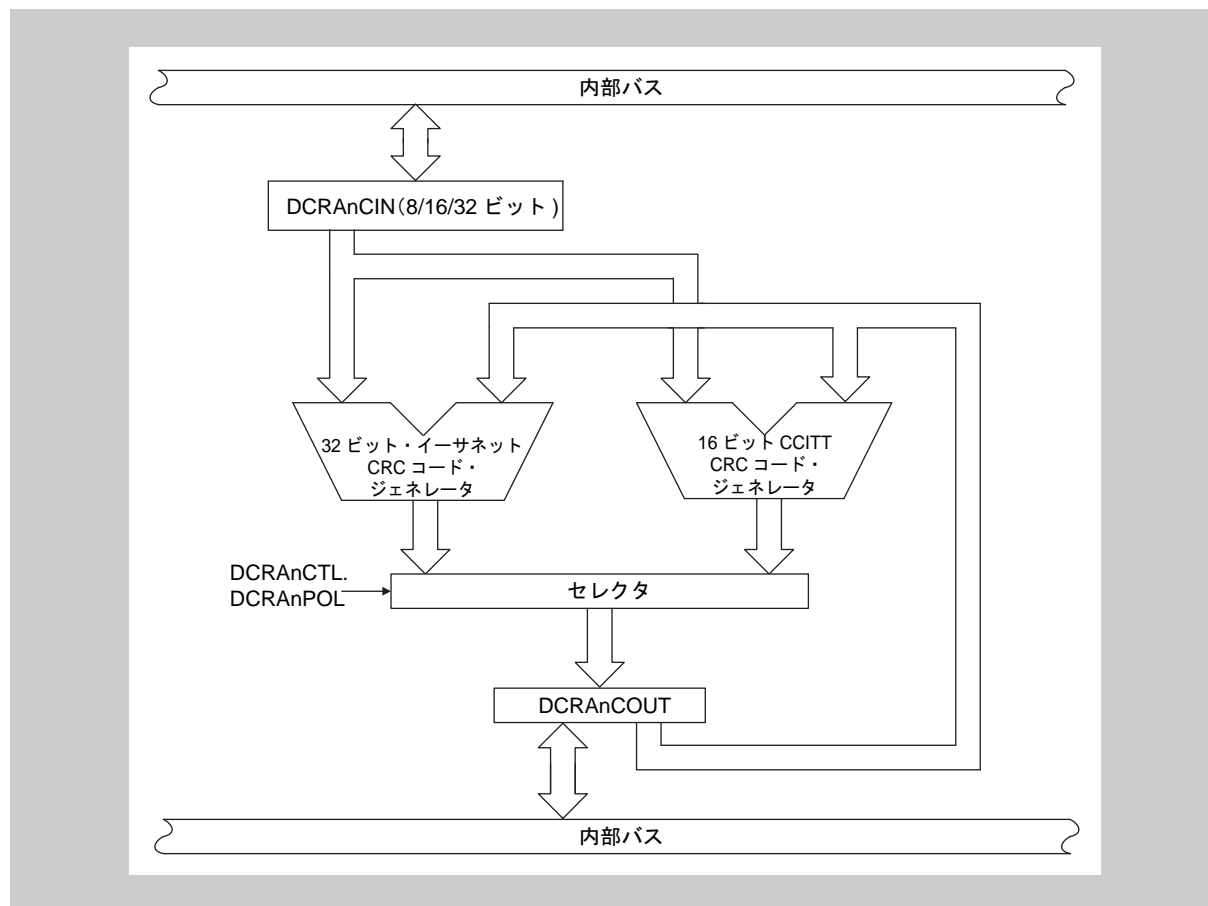 内部バス
DCRAnCIN（8/16/32 ビット )
32 ビット・イーサネット
CRC コード・
ジェネレータ
16 ビット CCITT
CRC コード・
ジェネレータ
DCRAnCTL.
DCRAnPOL
セレクタ
DCRAnCOUT
内部バス